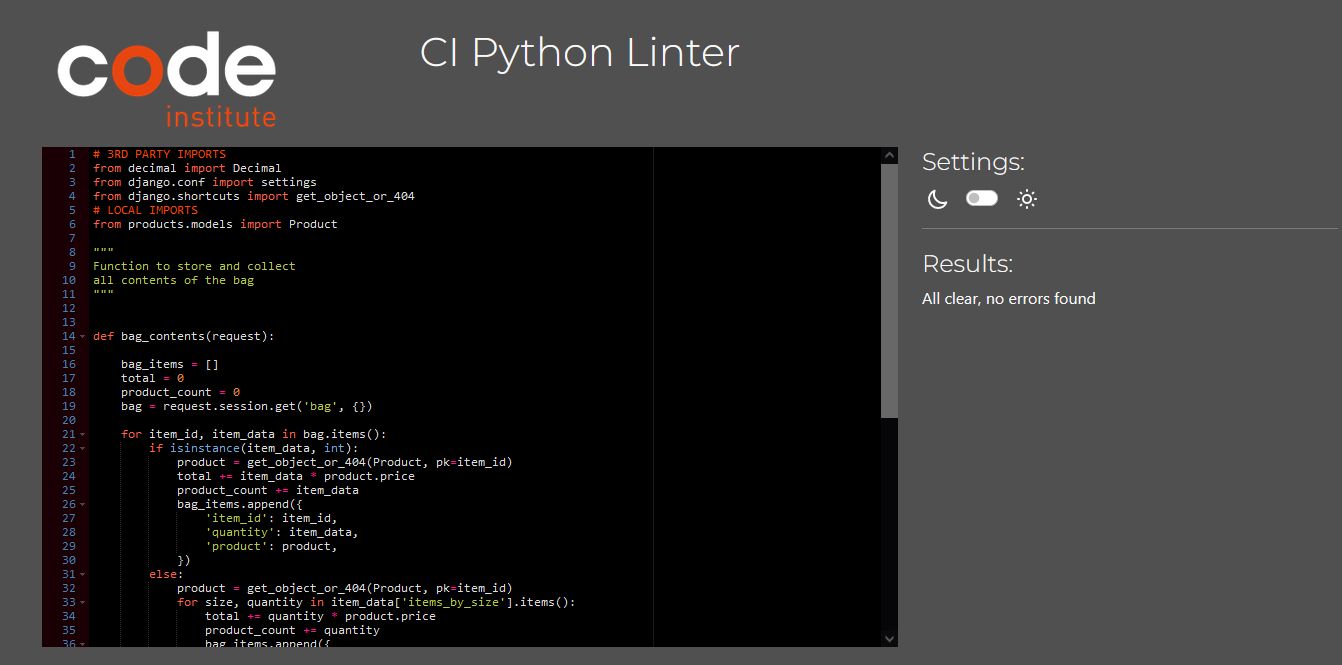 code
institute
CI Python Linter
1 # 3RD PARTY IMPORTS
2 from decimal import Decimal
3 from django.conf import settings
4 from django.shortcuts import get_object_or_404
5 # LOCAL IMPORTS
6 from products.models import Product
7
8 """
9 Function to store and collect
10 all contents of the bag
11 """
12
13
14 def bag_contents(request):
15
16     bag_items = []
17     total = 0
18     product_count = 0
19     bag = request.session.get('bag', {})
20
21     for item_id, item_data in bag.items():
22         if isinstance(item_data, int):
23             product = get_object_or_404(Product, pk=item_id)
24             total += item_data * product.price
25             product_count += item_data
26             bag_items.append({
27                 'item_id': item_id,
28                 'quantity': item_data,
29                 'product': product,
30             })
31         else:
32             product = get_object_or_404(Product, pk=item_id)
33             for size, quantity in item_data['items_by_size'].items():
34                 total += quantity * product.price
35                 product_count += quantity
36                 bag_items.append({
Settings:
Results:
All clear, no errors found